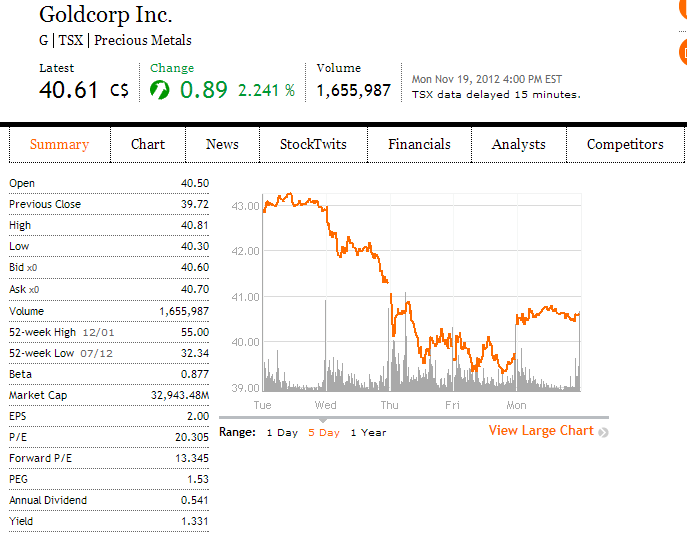 Goldcorp Inc.
G | TSX | Precious Metals
Latest
40.61 C$
Change
0.89 2.241 %
Volume
1,655,987
Mon Nov 19, 2012 4:00 PM EST
TSX data delayed 15 minutes.
Summary Chart News StockTwits Financials Analysts Competitors
Open 40.50
Previous Close 39.72
High 40.81
Low 40.30
Bid x0 40.60
Ask x0 40.70
Volume 1,655,987
52-week High 12/01 55.00
52-week Low 07/12 32.34
Beta 0.877
Market Cap 32,943.48M
EPS 2.00
P/E 20.305
Forward P/E 13.345
PEG 1.53
Annual Dividend 0.541
Yield 1.331
43.00
42.00
41.00
40.00
39.00
Tue Wed Thu Fri Mon
Range: 1 Day 5 Day 1 Year
View Large Chart